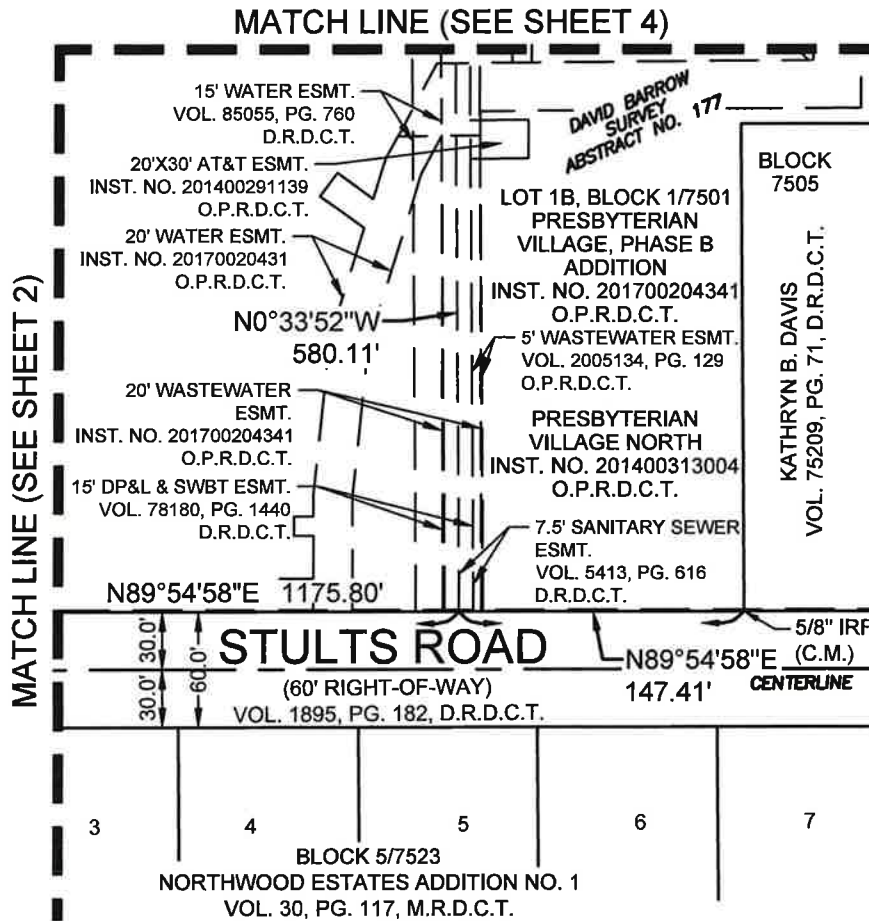 MATCH LINE (SEE SHEET 4)
MATCH LINE (SEE SHEET 2)
15' WATER ESMT.
VOL. 85055, PG. 760
D.R.D.C.T.
20'X30' AT&T ESMT.
INST. NO. 201400291139
O.P.R.D.C.T.
20' WATER ESMT.
INST. NO. 20170020431
O.P.R.D.C.T.
N0°33'52"W
580.11'
20' WASTEWATER
ESMT.
INST. NO. 201700204341
O.P.R.D.C.T.
15' DP&L & SWBT ESMT.
VOL. 78180, PG. 1440
D.R.D.C.T.
DAVID BARROW
SURVEY
ABSTRACT NO. 177
LOT 1B, BLOCK 1/7501
PRESBYTERIAN
VILLAGE, PHASE B
ADDITION
INST. NO. 201700204341
O.P.R.D.C.T.
5' WASTEWATER ESMT.
VOL. 2005134, PG. 129
O.P.R.D.C.T.
PRESBYTERIAN
VILLAGE NORTH
INST. NO. 201400313004
O.P.R.D.C.T.
7.5' SANITARY SEWER
ESMT.
VOL. 5413, PG. 616
D.R.D.C.T.
BLOCK
7505
KATHRYN B. DAVIS
VOL. 75209, PG. 71, D.R.D.C.T.
N89°54'58"E 1175.80'
5/8" IRF
(C.M.)
30.0'
30.0'
60.0'
STULTS ROAD
(60' RIGHT-OF-WAY)
VOL. 1895, PG. 182, D.R.D.C.T.
N89°54'58"E
147.41'
CENTERLINE
3
4
5
6
7
BLOCK 5/7523
NORTHWOOD ESTATES ADDITION NO. 1
VOL. 30, PG. 117, M.R.D.C.T.